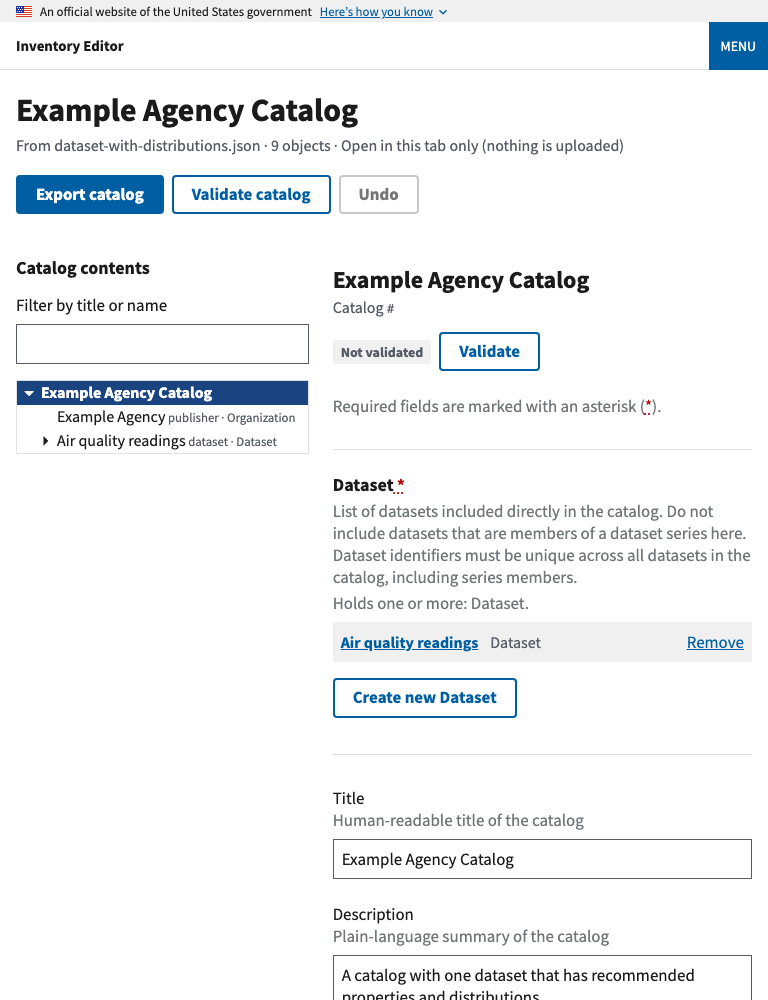 An official website of the United States government Here's how you know
Inventory Editor
MENU
Example Agency Catalog
From dataset-with-distributions.json · 9 objects · Open in this tab only (nothing is uploaded)
Export catalog
Validate catalog
Undo
Catalog contents
Filter by title or name
Example Agency Catalog
Example Agency publisher · Organization
Air quality readings dataset · Dataset
Example Agency Catalog
Catalog #
Not validated
Validate
Required fields are marked with an asterisk (*).
Dataset *
List of datasets included directly in the catalog. Do not
include datasets that are members of a dataset series here.
Dataset identifiers must be unique across all datasets in the
catalog, including series members.
Holds one or more: Dataset.
Air quality readings Dataset Remove
Create new Dataset
Title
Human-readable title of the catalog
Example Agency Catalog
Description
Plain-language summary of the catalog
A catalog with one dataset that has recommended
properties and distributions.